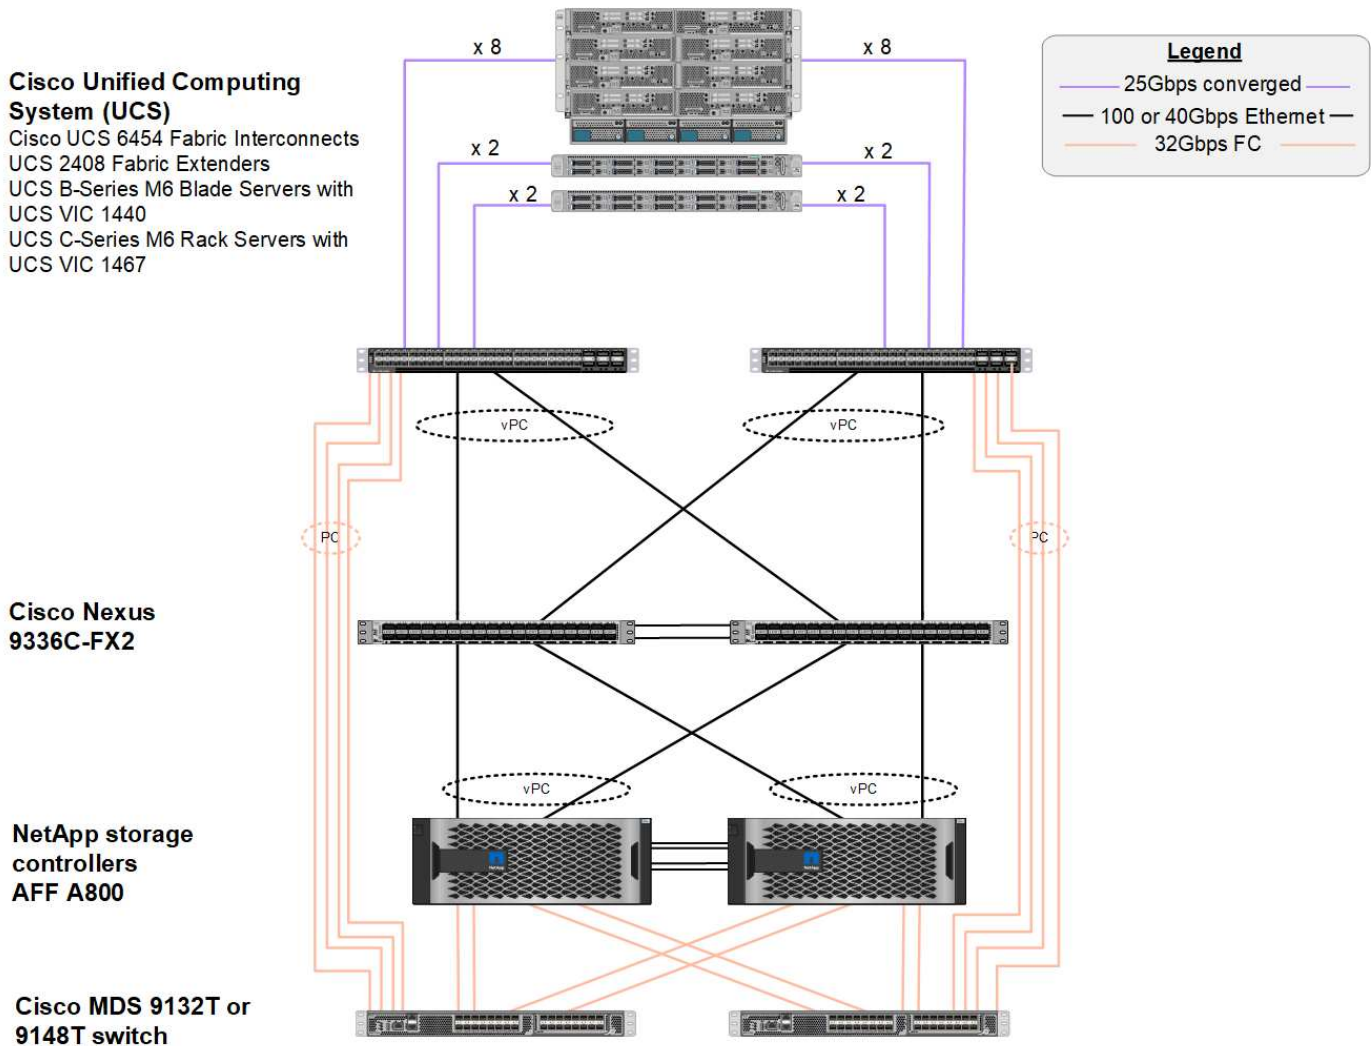 x 8
x 8
Legend
25Gbps converged
100 or 40Gbps Ethernet
32Gbps FC
Cisco Unified Computing
System (UCS)
Cisco UCS 6454 Fabric Interconnects
UCS 2408 Fabric Extenders
UCS B-Series M6 Blade Servers with
UCS VIC 1440
UCS C-Series M6 Rack Servers with
UCS VIC 1467
x 2
x 2
x 2
x 2
vPC
vPC
PC
PC
Cisco Nexus
9336C-FX2
vPC
vPC
NetApp storage
controllers
AFF A800
NetApp
NetApp
Cisco MDS 9132T or
9148T switch